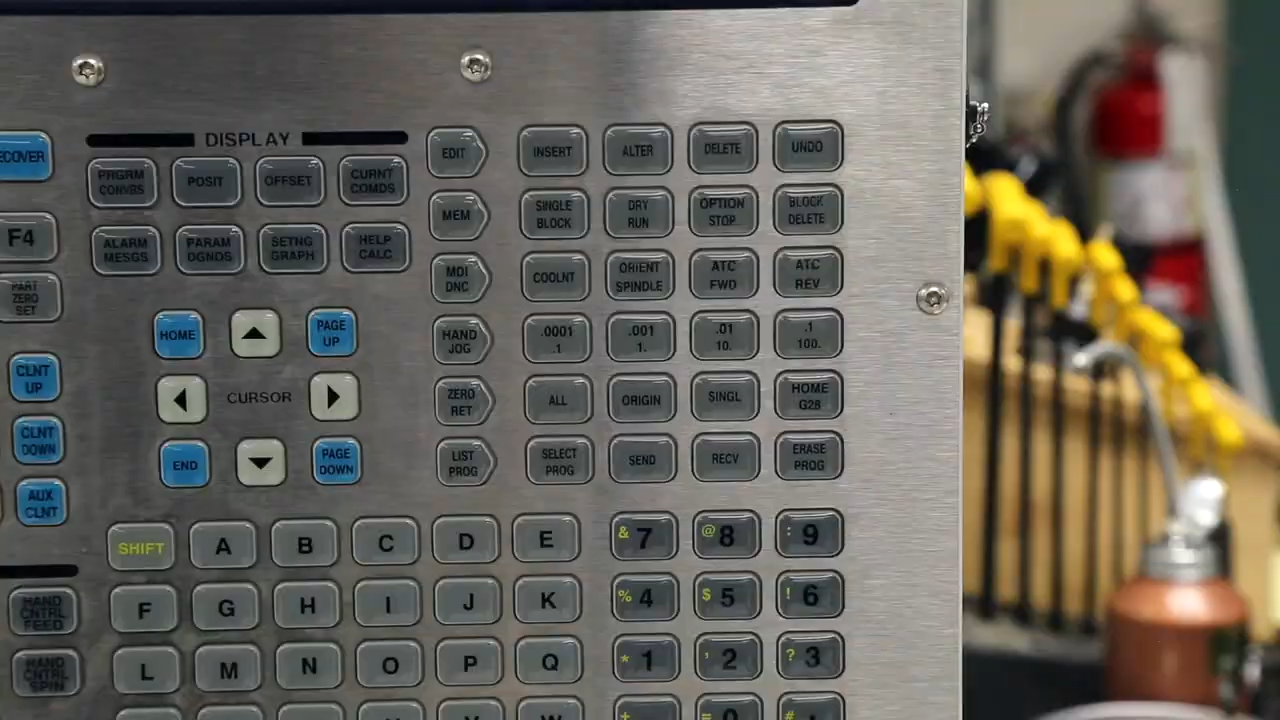 DISPLAY
ECOVER
PRGRM CONVRS
POSIT
OFFSET
CURNT COMDS
EDIT
INSERT
ALTER
DELETE
UNDO
F4
ALARM MESGS
PARAM DGNOS
SETNG GRAPH
HELP CALC
MEM
SINGLE BLOCK
DRY RUN
OPTION STOP
BLOCK DELETE
PART ZERO SET
MDI DNC
COOLNT
ORIENT SPINDLE
ATC FWD
ATC REV
HOME
PAGE UP
HAND JOG
.0001 .1
.001 1.
.01 10.
.1 100.
CLNT UP
CURSOR
ZERO RET
ALL
ORIGIN
SINGL
HOME G28
CLNT DOWN
END
PAGE DOWN
LIST PROG
SELECT PROG
SEND
RECV
ERASE PROG
AUX CLNT
SHIFT
A
B
C
D
E
& 7
@ 8
: 9
HAND CNTRL FEED
F
G
H
I
J
K
% 4
$ 5
! 6
HAND CNTRL SPIN
L
M
N
O
P
Q
* 1
' 2
? 3